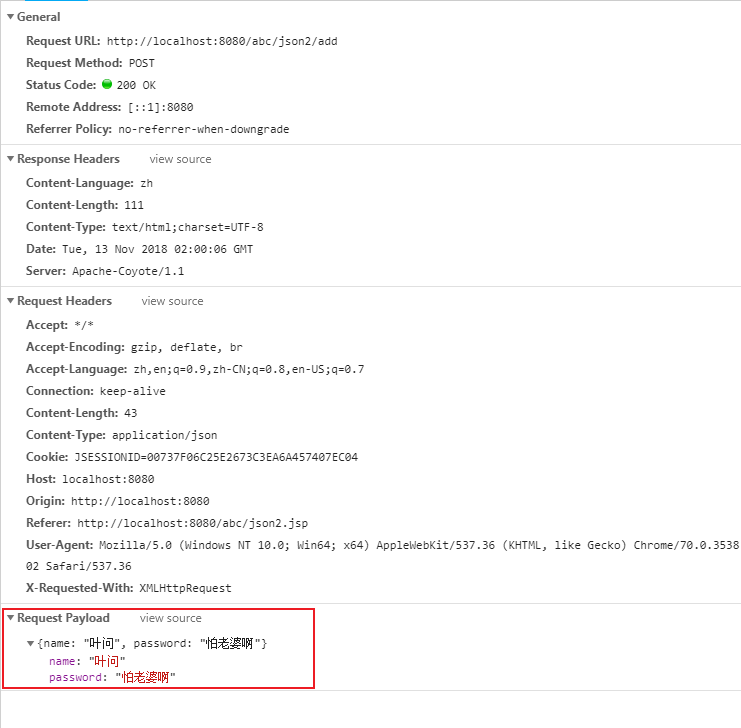 General
Request URL: http://localhost:8080/abc/json2/add
Request Method: POST
Status Code: 200 OK
Remote Address: [::1]:8080
Referrer Policy: no-referrer-when-downgrade
Response Headers view source
Content-Language: zh
Content-Length: 111
Content-Type: text/html;charset=UTF-8
Date: Tue, 13 Nov 2018 02:00:06 GMT
Server: Apache-Coyote/1.1
Request Headers view source
Accept: */*
Accept-Encoding: gzip, deflate, br
Accept-Language: zh,en;q=0.9,zh-CN;q=0.8,en-US;q=0.7
Connection: keep-alive
Content-Length: 43
Content-Type: application/json
Cookie: JSESSIONID=00737F06C25E2673C3EA6A457407EC04
Host: localhost:8080
Origin: http://localhost:8080
Referer: http://localhost:8080/abc/json2.jsp
User-Agent: Mozilla/5.0 (Windows NT 10.0; Win64; x64) AppleWebKit/537.36 (KHTML, like Gecko) Chrome/70.0.3538
02 Safari/537.36
X-Requested-With: XMLHttpRequest
Request Payload view source
{name: "叶问", password: "怕老婆啊"}
name: "叶问"
password: "怕老婆啊"